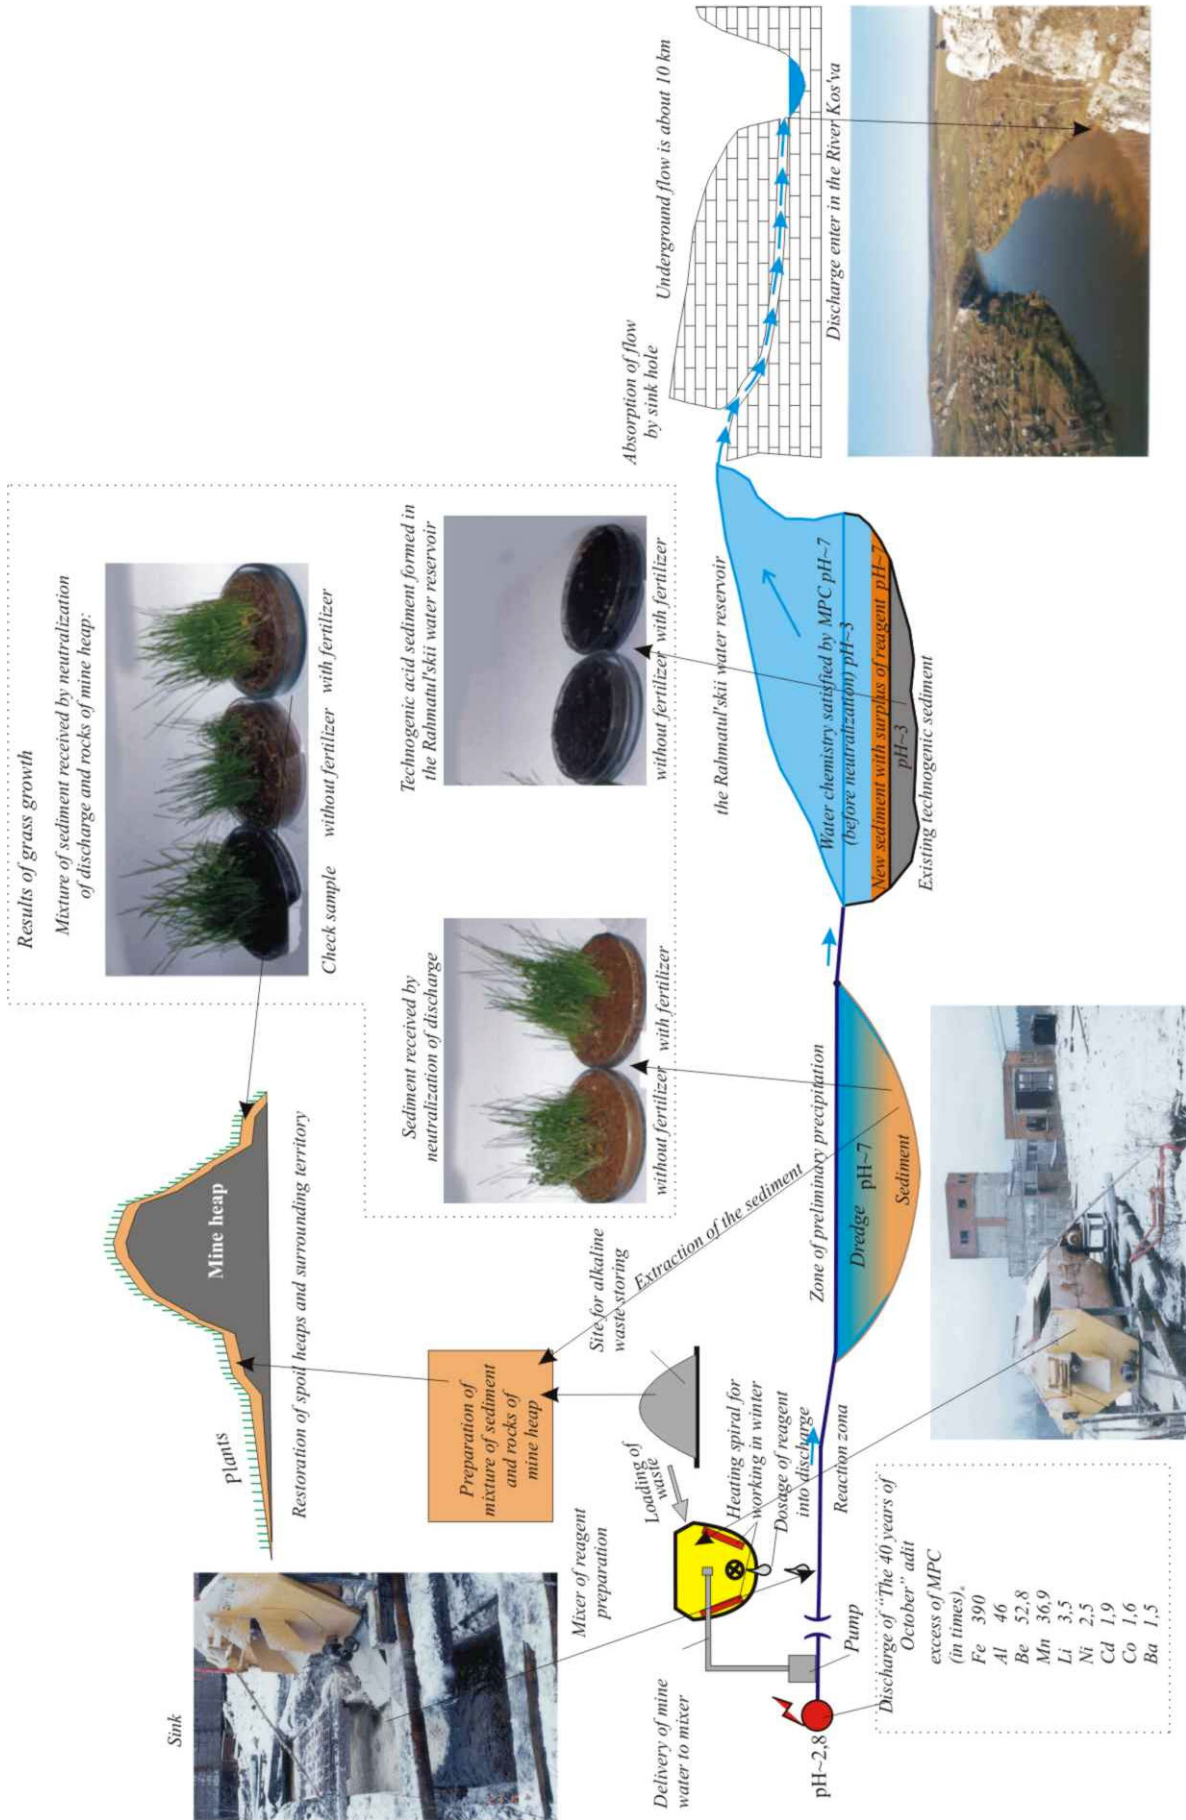 Results of grass growth
Mixture of sediment received by neutralization
of discharge and rocks of mine heap:
Check sample without fertilizer with fertilizer
Sink
Plants
Mine heap
Restoration of spoil heaps and surrounding territory
Sediment received by
neutralization of discharge
without fertilizer with fertilizer
Technogenic acid sediment formed in
the Rahmatul'skii water reservoir
without fertilizer with fertilizer
Preparation of
mixture of sediment
and rocks of
mine heap
Mixer of reagent
preparation
Loading of
waste
Site for alkaline
waste storing
Extraction of the sediment
Delivery of mine
water to mixer
Heating spiral for
working in winter
Dosage of reagent
into discharge
pH~2,8
Pump
Reaction zona
Zone of preliminary precipitation
Dredge pH~7
Sediment
the Rahmatul'skii water reservoir
Water chemistry satisfied by MPC pH~7
(before neutralization) pH~3
New sediment with surplus of reagent pH~7
pH~3
Existing technogenic sediment
Absorption of flow
by sink hole
Underground flow is about 10 km
Discharge enter in the River Kos'va
Discharge of "The 40 years of
October" adit
excess of MPC
(in times).
Fe 390
Al 46
Be 52,8
Mn 36,9
Li 3,5
Ni 2,5
Cd 1,9
Co 1,6
Ba 1,5